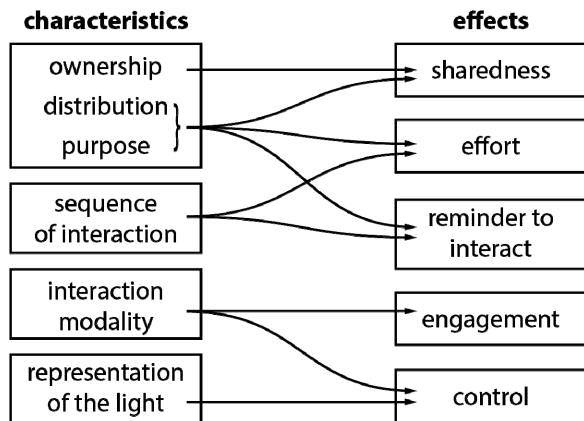 characteristics
ownership
distribution
purpose
sequence
of interaction
interaction
modality
representation
of the light
effects
sharedness
effort
reminder to
interact
engagement
control